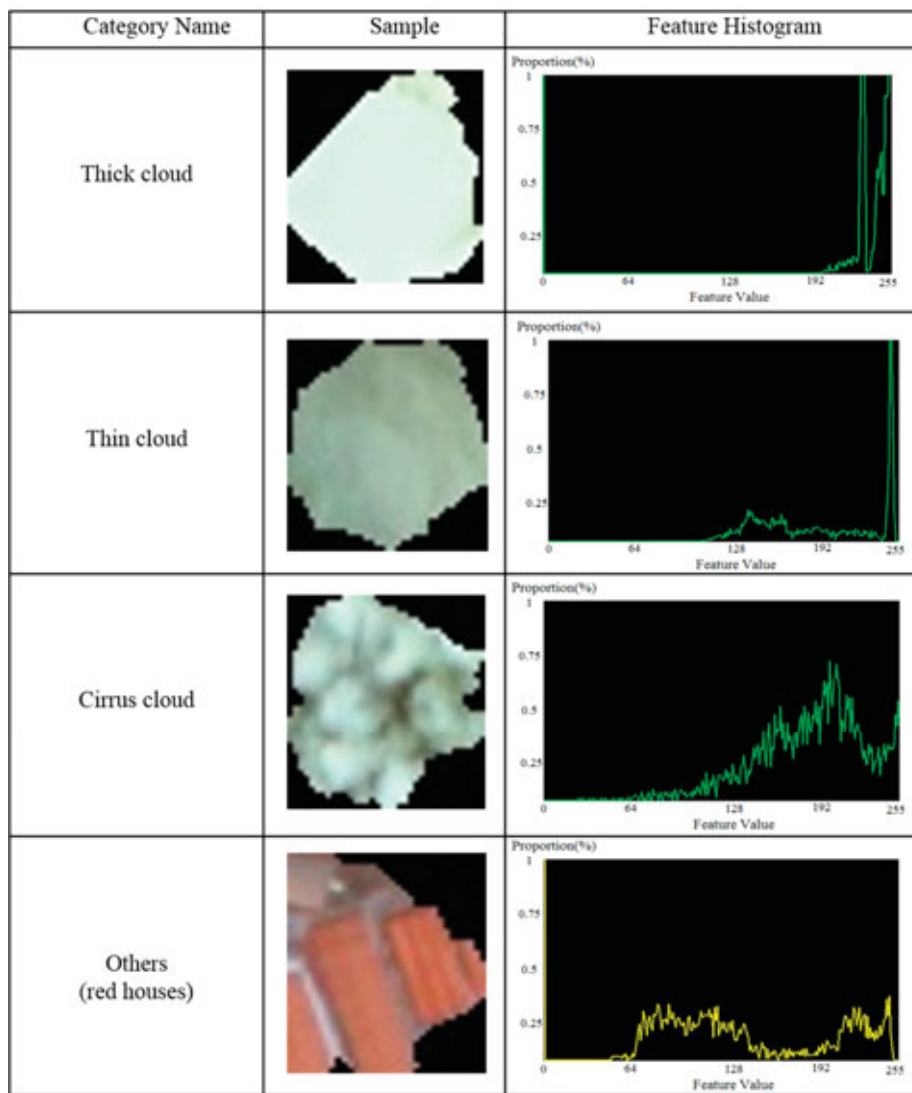 Category Name
Sample
Feature Histogram
Thick cloud
Proportion(%)
1
0.75
0.5
0.25
0
64
128
192
255
Feature Value
Thin cloud
Proportion(%)
1
0.75
0.5
0.25
0
64
128
192
255
Feature Value
Cirrus cloud
Proportion(%)
1
0.75
0.5
0.25
0
64
128
192
255
Feature Value
Others
(red houses)
Proportion(%)
1
0.75
0.5
0.25
0
64
128
192
255
Feature Value